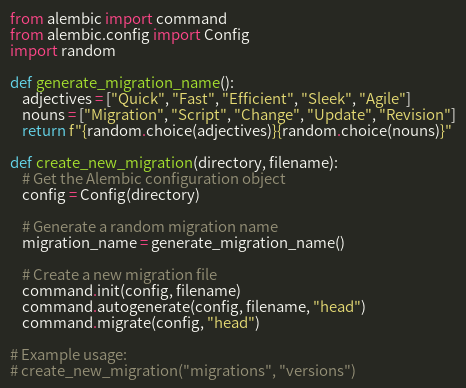 from alembic import command
from alembic.config import Config
import random

def generate_migration_name():
    adjectives = ["Quick", "Fast", "Efficient", "Sleek", "Agile"]
    nouns = ["Migration", "Script", "Change", "Update", "Revision"]
    return f"{random.choice(adjectives)}{random.choice(nouns)}"

def create_new_migration(directory, filename):
    # Get the Alembic configuration object
    config = Config(directory)

    # Generate a random migration name
    migration_name = generate_migration_name()

    # Create a new migration file
    command.init(config, filename)
    command.autogenerate(config, filename, "head")
    command.migrate(config, "head")

# Example usage:
# create_new_migration("migrations", "versions")